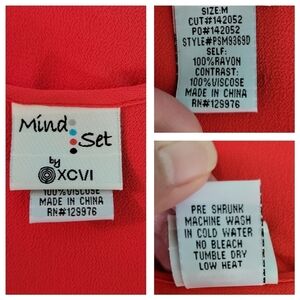 Mind Set
by
XCVI
100%VISCOSE
MADE IN CHINA
RN#129976
SIZE:M
CUT#142052
PO#142052
STYLE#PSM9369D
SELF:
100%RAYON
CONTRAST:
100%VISCOSE
MADE IN CHINA
RN#129976
PRE SHRUNK
MACHINE WASH
IN COLD WATER
NO BLEACH
TUMBLE DRY
LOW HEAT